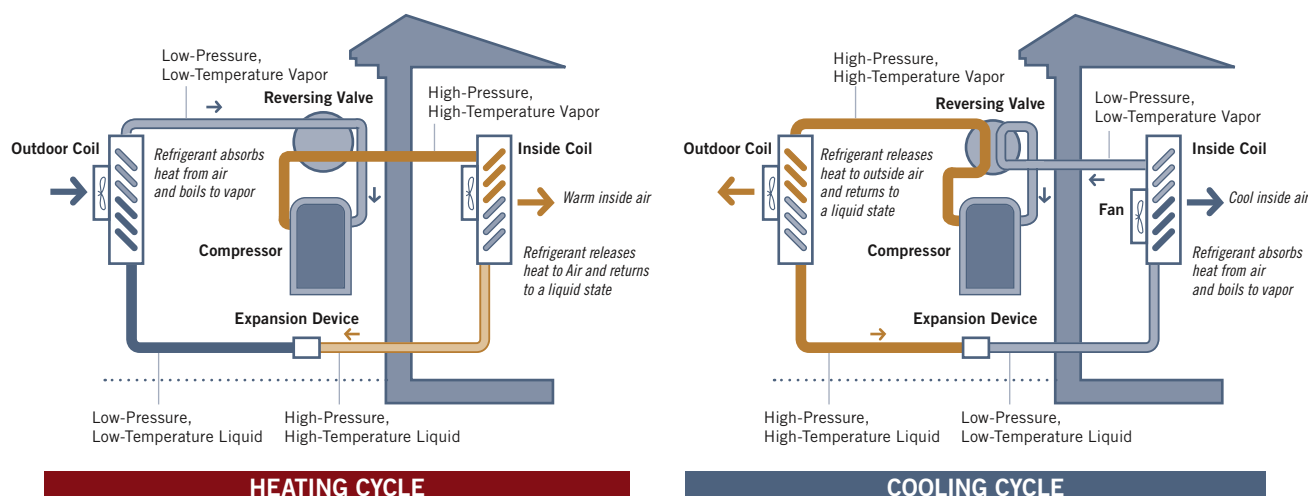 Low-Pressure,
Low-Temperature Vapor
Reversing Valve
High-Pressure,
High-Temperature Vapor
Outdoor Coil
Refrigerant absorbs
heat from air
and boils to vapor
Inside Coil
Warm inside air
Compressor
Refrigerant releases
heat to Air and returns
to a liquid state
Expansion Device
Low-Pressure,
Low-Temperature Liquid
High-Pressure,
High-Temperature Liquid
HEATING CYCLE
High-Pressure,
High-Temperature Vapor
Reversing Valve
Low-Pressure,
Low-Temperature Vapor
Outdoor Coil
Refrigerant releases
heat to outside air
and returns to
a liquid state
Inside Coil
Fan
Cool inside air
Compressor
Refrigerant absorbs
heat from air
and boils to vapor
Expansion Device
High-Pressure,
High-Temperature Liquid
Low-Pressure,
Low-Temperature Liquid
COOLING CYCLE